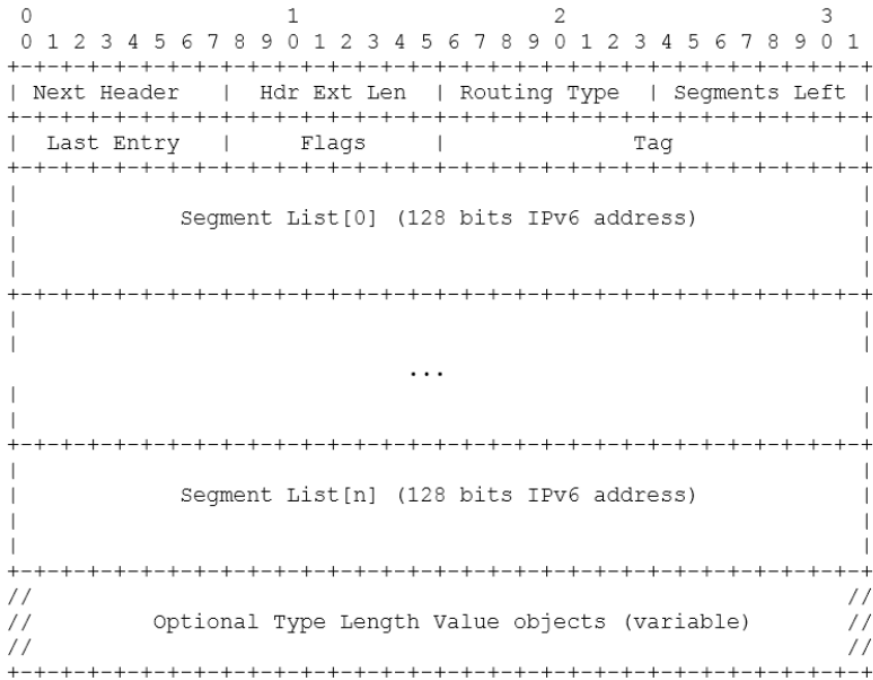 0                   1                   2                   3
 0 1 2 3 4 5 6 7 8 9 0 1 2 3 4 5 6 7 8 9 0 1 2 3 4 5 6 7 8 9 0 1
+-+-+-+-+-+-+-+-+-+-+-+-+-+-+-+-+-+-+-+-+-+-+-+-+-+-+-+-+-+-+-+-+
| Next Header   |  Hdr Ext Len  | Routing Type  | Segments Left |
+-+-+-+-+-+-+-+-+-+-+-+-+-+-+-+-+-+-+-+-+-+-+-+-+-+-+-+-+-+-+-+-+
|  Last Entry   |     Flags     |              Tag              |
+-+-+-+-+-+-+-+-+-+-+-+-+-+-+-+-+-+-+-+-+-+-+-+-+-+-+-+-+-+-+-+-+
|                                                               |
|            Segment List[0] (128 bits IPv6 address)            |
|                                                               |
|                                                               |
+-+-+-+-+-+-+-+-+-+-+-+-+-+-+-+-+-+-+-+-+-+-+-+-+-+-+-+-+-+-+-+-+
|                                                               |
|                                                               |
                              ...
|                                                               |
|                                                               |
+-+-+-+-+-+-+-+-+-+-+-+-+-+-+-+-+-+-+-+-+-+-+-+-+-+-+-+-+-+-+-+-+
|                                                               |
|            Segment List[n] (128 bits IPv6 address)            |
|                                                               |
|                                                               |
+-+-+-+-+-+-+-+-+-+-+-+-+-+-+-+-+-+-+-+-+-+-+-+-+-+-+-+-+-+-+-+-+
//                                                             //
//         Optional Type Length Value objects (variable)       //
//                                                             //
+-+-+-+-+-+-+-+-+-+-+-+-+-+-+-+-+-+-+-+-+-+-+-+-+-+-+-+-+-+-+-+-+